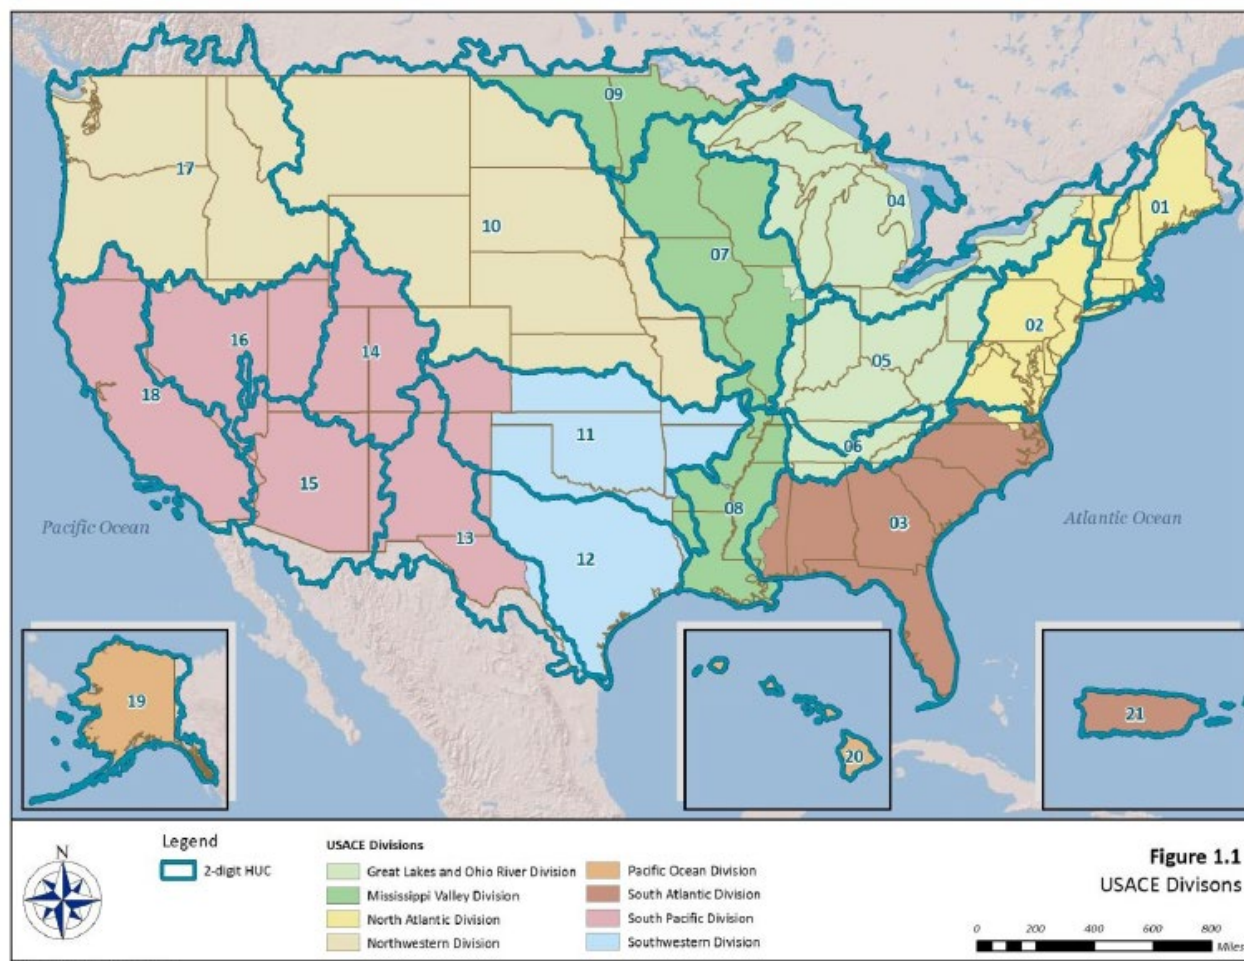 09
17
04
01
10
07
02
16
14
05
18
11
06
15
03
08
13
12
Pacific Ocean
Atlantic Ocean
19
20
21
N
Legend
2-digit HUC
USACE Divisions
Great Lakes and Ohio River Division
Mississippi Valley Division
North Atlantic Division
Northwestern Division
Pacific Ocean Division
South Atlantic Division
South Pacific Division
Southwestern Division
Figure 1.1
USACE Divisons
0 200 400 600 800
Miles